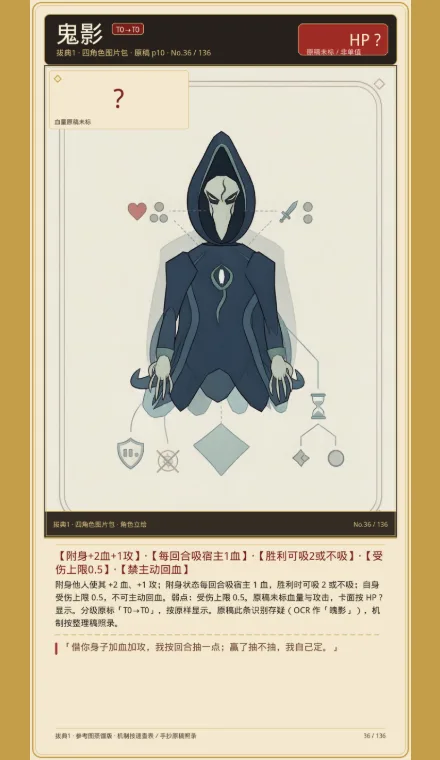 鬼影 T0→T0
拔典1 · 四角色图片包 · 原稿 p10 · No.36 / 136
HP ?
原稿未标 / 非单值
?
血量原稿未标
拔典1 · 四角色图片包 · 角色立绘
No.36 / 136
【附身+2血+1攻】·【每回合吸宿主1血】·【胜利可吸2或不吸】·【受
伤上限0.5】·【禁主动回血】
附身他人使其 +2 血、+1 攻；附身状态每回合吸宿主 1 血，胜利时可吸 2 或不吸；自身
受伤上限 0.5，不可主动回血。弱点：受伤上限 0.5。原稿未标血量与攻击，卡面按 HP ?
显示。分级原标「T0→T0」，按原样显示。原稿此条识别存疑（OCR 作「魄影」），机
制按整理稿照录。
「借你身子加血加攻，我按回合抽一点；赢了抽不抽，我自己定。」
拔典1 · 参考图蒸馏版 · 机制技速查表 / 手抄原稿照录
36 / 136